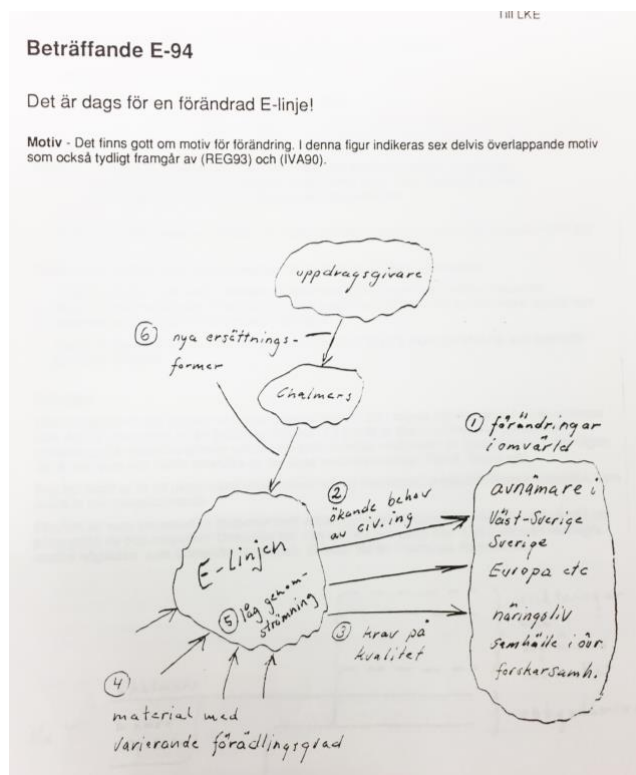 Till LKE
Beträffande E-94
Det är dags för en förändrad E-linje!
Motiv - Det finns gott om motiv för förändring. I denna figur indikeras sex delvis överlappande motiv
som också tydligt framgår av (REG93) och (IVA90).
uppdragsgivare
6 nya ersättnings-
former
Chalmers
1 förändringar
i omvärld
2
ökande behov
av civ.ing
avnämare i
Väst-Sverige
Sverige
Europa etc
näringsliv
samhälle i övr.
forskarsamh.
E-linjen
5 låg genom-
strömning
3 krav på
kvalitet
4
material med
varierande förädlingsgrad